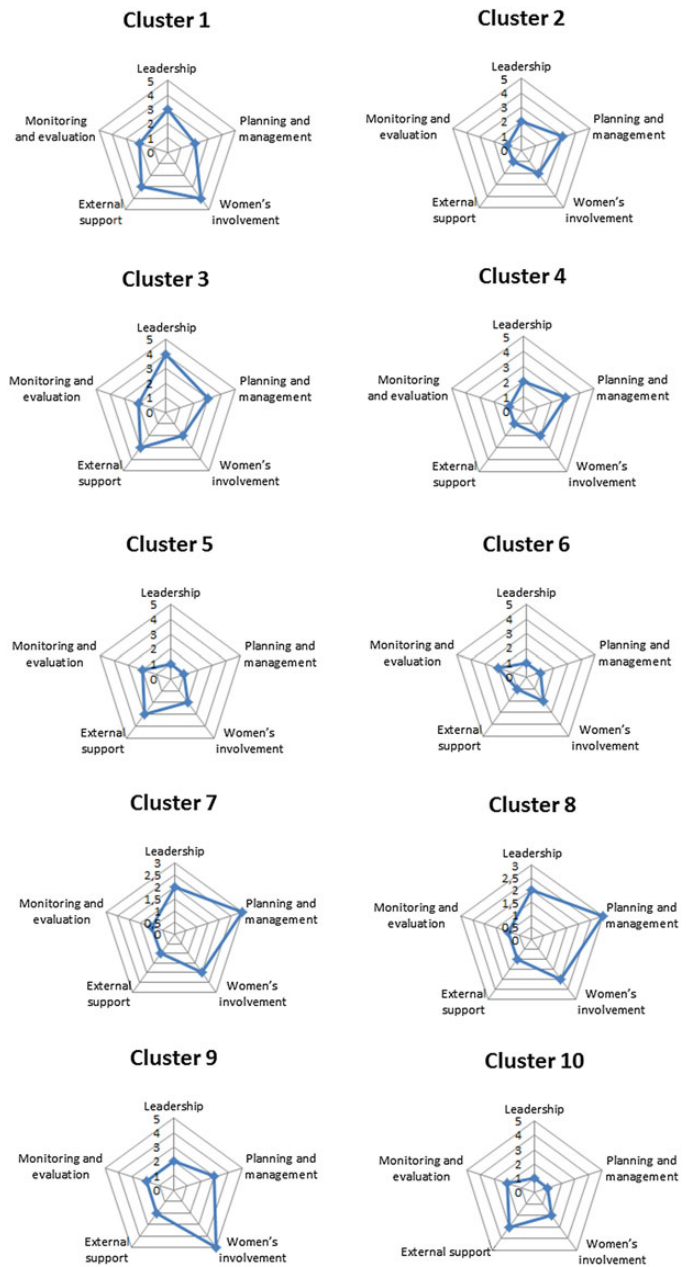 Cluster 1
Leadership
5
4
3
2
1
0
Monitoring
and evaluation
Planning and
management
External
support
Women's
involvement
Cluster 2
Leadership
5
4
3
2
1
0
Monitoring
and evaluation
Planning and
management
External
support
Women's
involvement
Cluster 3
Leadership
5
4
3
2
1
0
Monitoring and
evaluation
Planning and
management
External
support
Women's
involvement
Cluster 4
Leadership
5
4
3
2
1
0
Monitoring and
evaluation
Planning and
management
External
support
Women's
involvement
Cluster 5
Leadership
5
4
3
2
1
0
Monitoring and
evaluation
Planning and
management
External
support
Women's
involvement
Cluster 6
Leadership
5
4
3
2
1
0
Monitoring and
evaluation
Planning and
management
External
support
Women's
involvement
Cluster 7
Leadership
3
2,5
2
1,5
1
0,5
0
Monitoring and
evaluation
Planning and
management
External
support
Women's
involvement
Cluster 8
Leadership
3
2,5
2
1,5
1
0,5
0
Monitoring and
evaluation
Planning and
management
External
support
Women's
involvement
Cluster 9
Leadership
5
4
3
2
1
0
Monitoring and
evaluation
Planning and
management
External
support
Women's
involvement
Cluster 10
Leadership
5
4
3
2
1
0
Monitoring and
evaluation
Planning and
management
External support
Women's
involvement